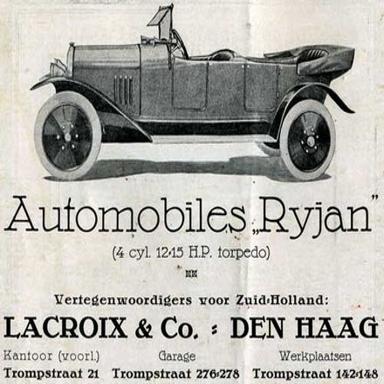 Automobiles „Ryjan"
(4 cyl. 12-15 H.P. torpedo)
Vertegenwoordigers voor Zuid-Holland:
LACROIX & Co. : DEN HAAG
Kantoor (voorl.) Garage Werkplaatsen
Trompstraat 21 Trompstraat 276-278 Trompstraat 142-148